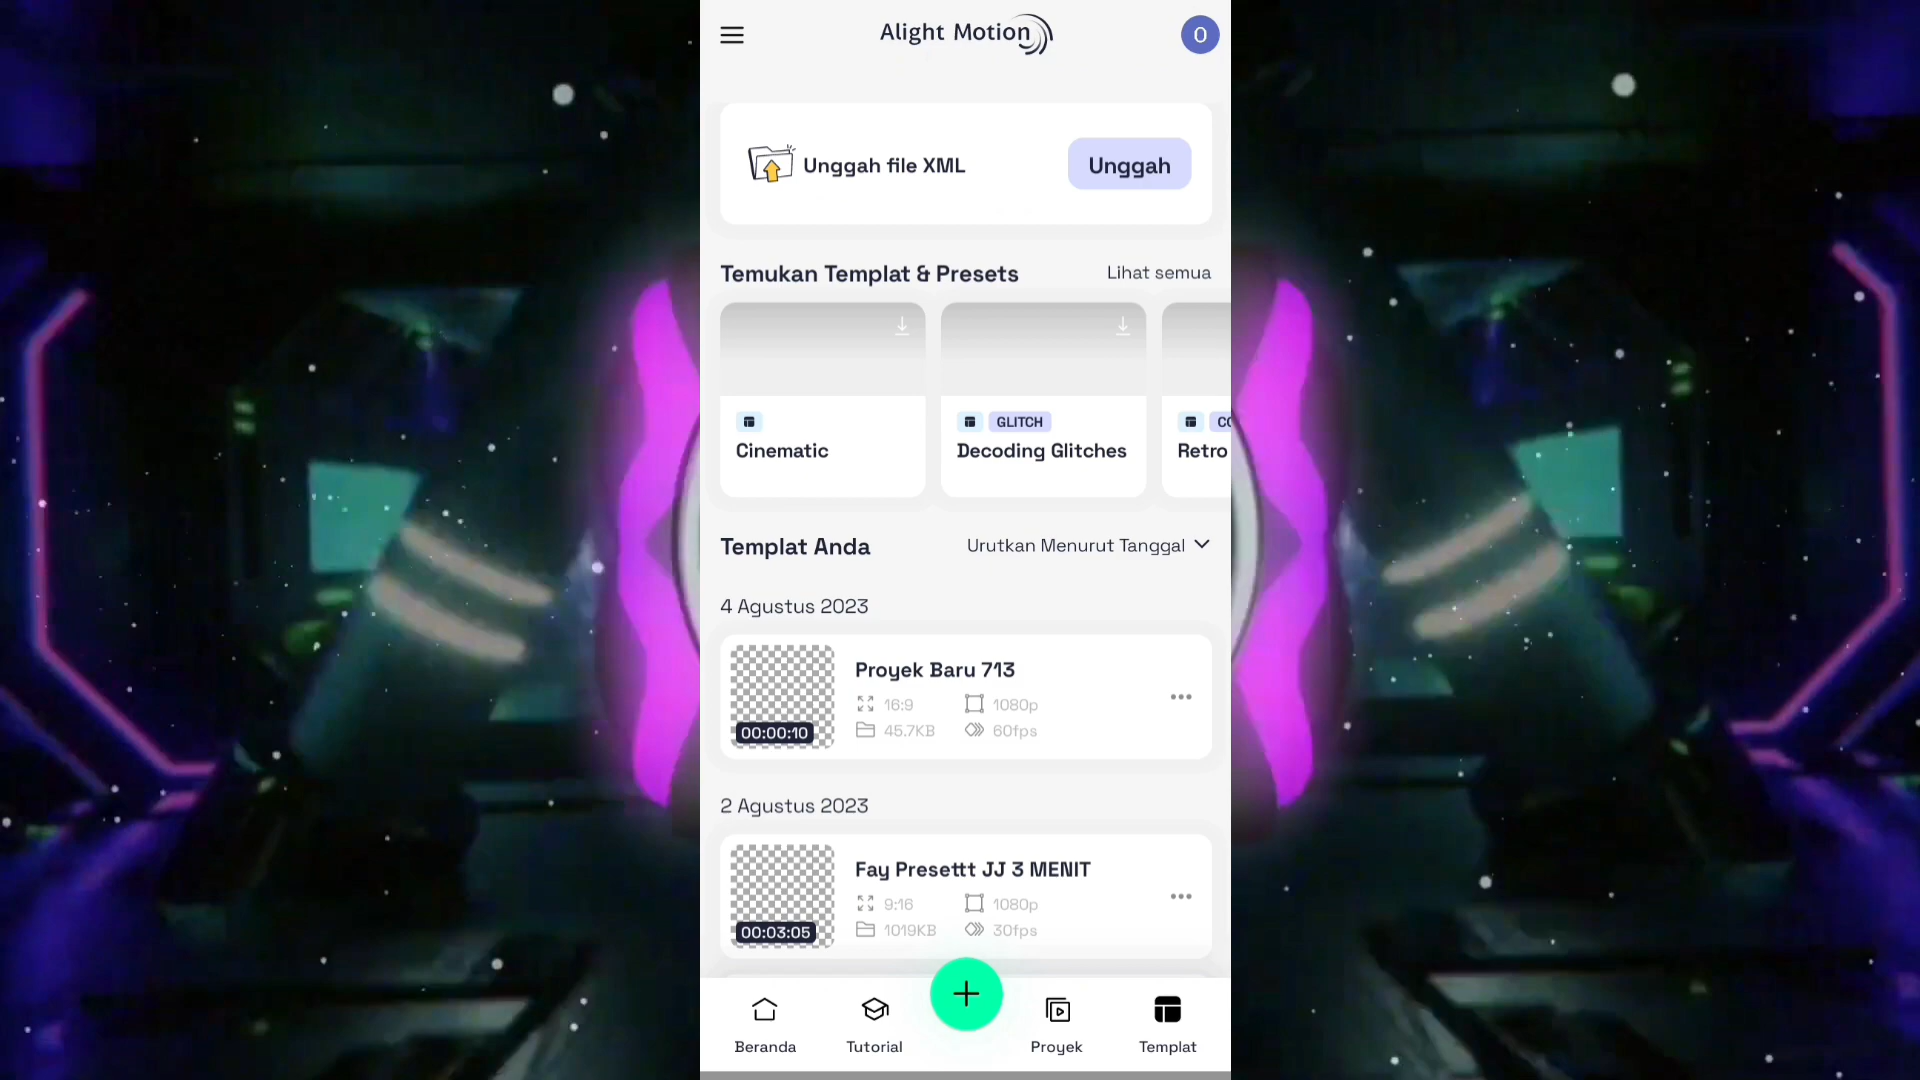 Alight Motion
O
Unggah file XML
Unggah
Temukan Templat & Presets
Lihat semua
Cinematic
GLITCH
Decoding Glitches
CO
Retro
Templat Anda
Urutkan Menurut Tanggal
4 Agustus 2023
Proyek Baru 713
16:9
1080p
45.7KB
60fps
00:00:10
2 Agustus 2023
Fay Presettt JJ 3 MENIT
9:16
1080p
1019KB
30fps
00:03:05
Beranda
Tutorial
Proyek
Templat